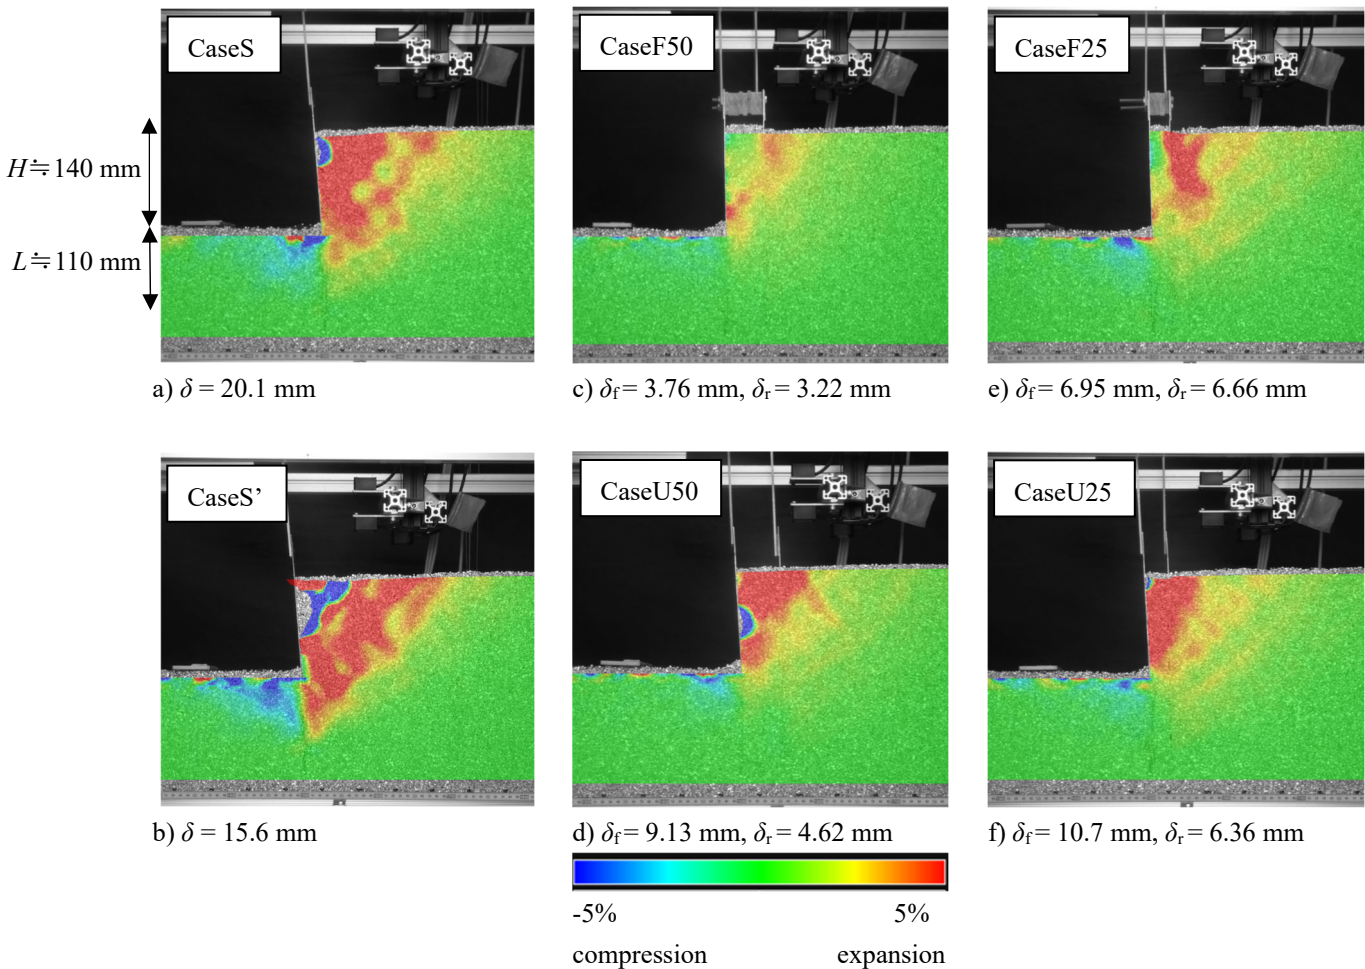 CaseS
CaseF50
CaseF25
H≒140 mm
L≒110 mm
a) δ = 20.1 mm
c) δf = 3.76 mm, δr = 3.22 mm
e) δf = 6.95 mm, δr = 6.66 mm
CaseS’
CaseU50
CaseU25
b) δ = 15.6 mm
d) δf = 9.13 mm, δr = 4.62 mm
f) δf = 10.7 mm, δr = 6.36 mm
-5%
5%
compression
expansion